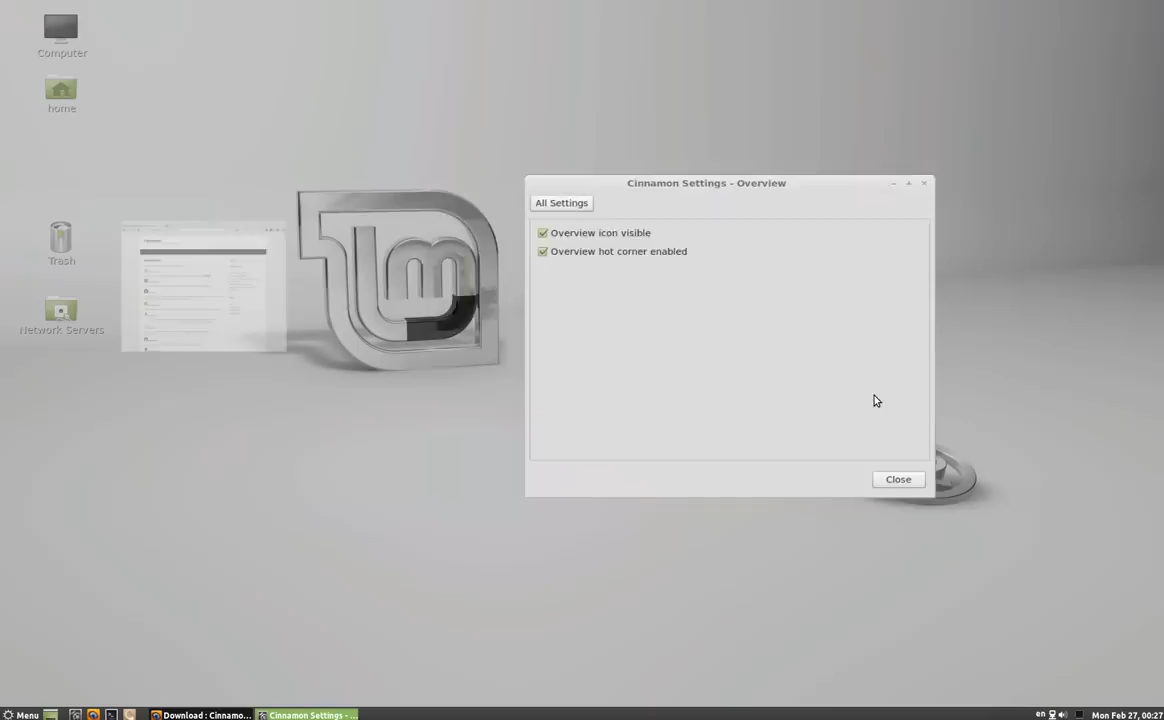 Computer
home
Trash
Network Servers
Cinnamon Settings - Overview
All Settings
Overview icon visible
Overview hot corner enabled
Close
Menu
Download : Cinnamo...
Cinnamon Settings - ...
en
Mon Feb 27, 00:27